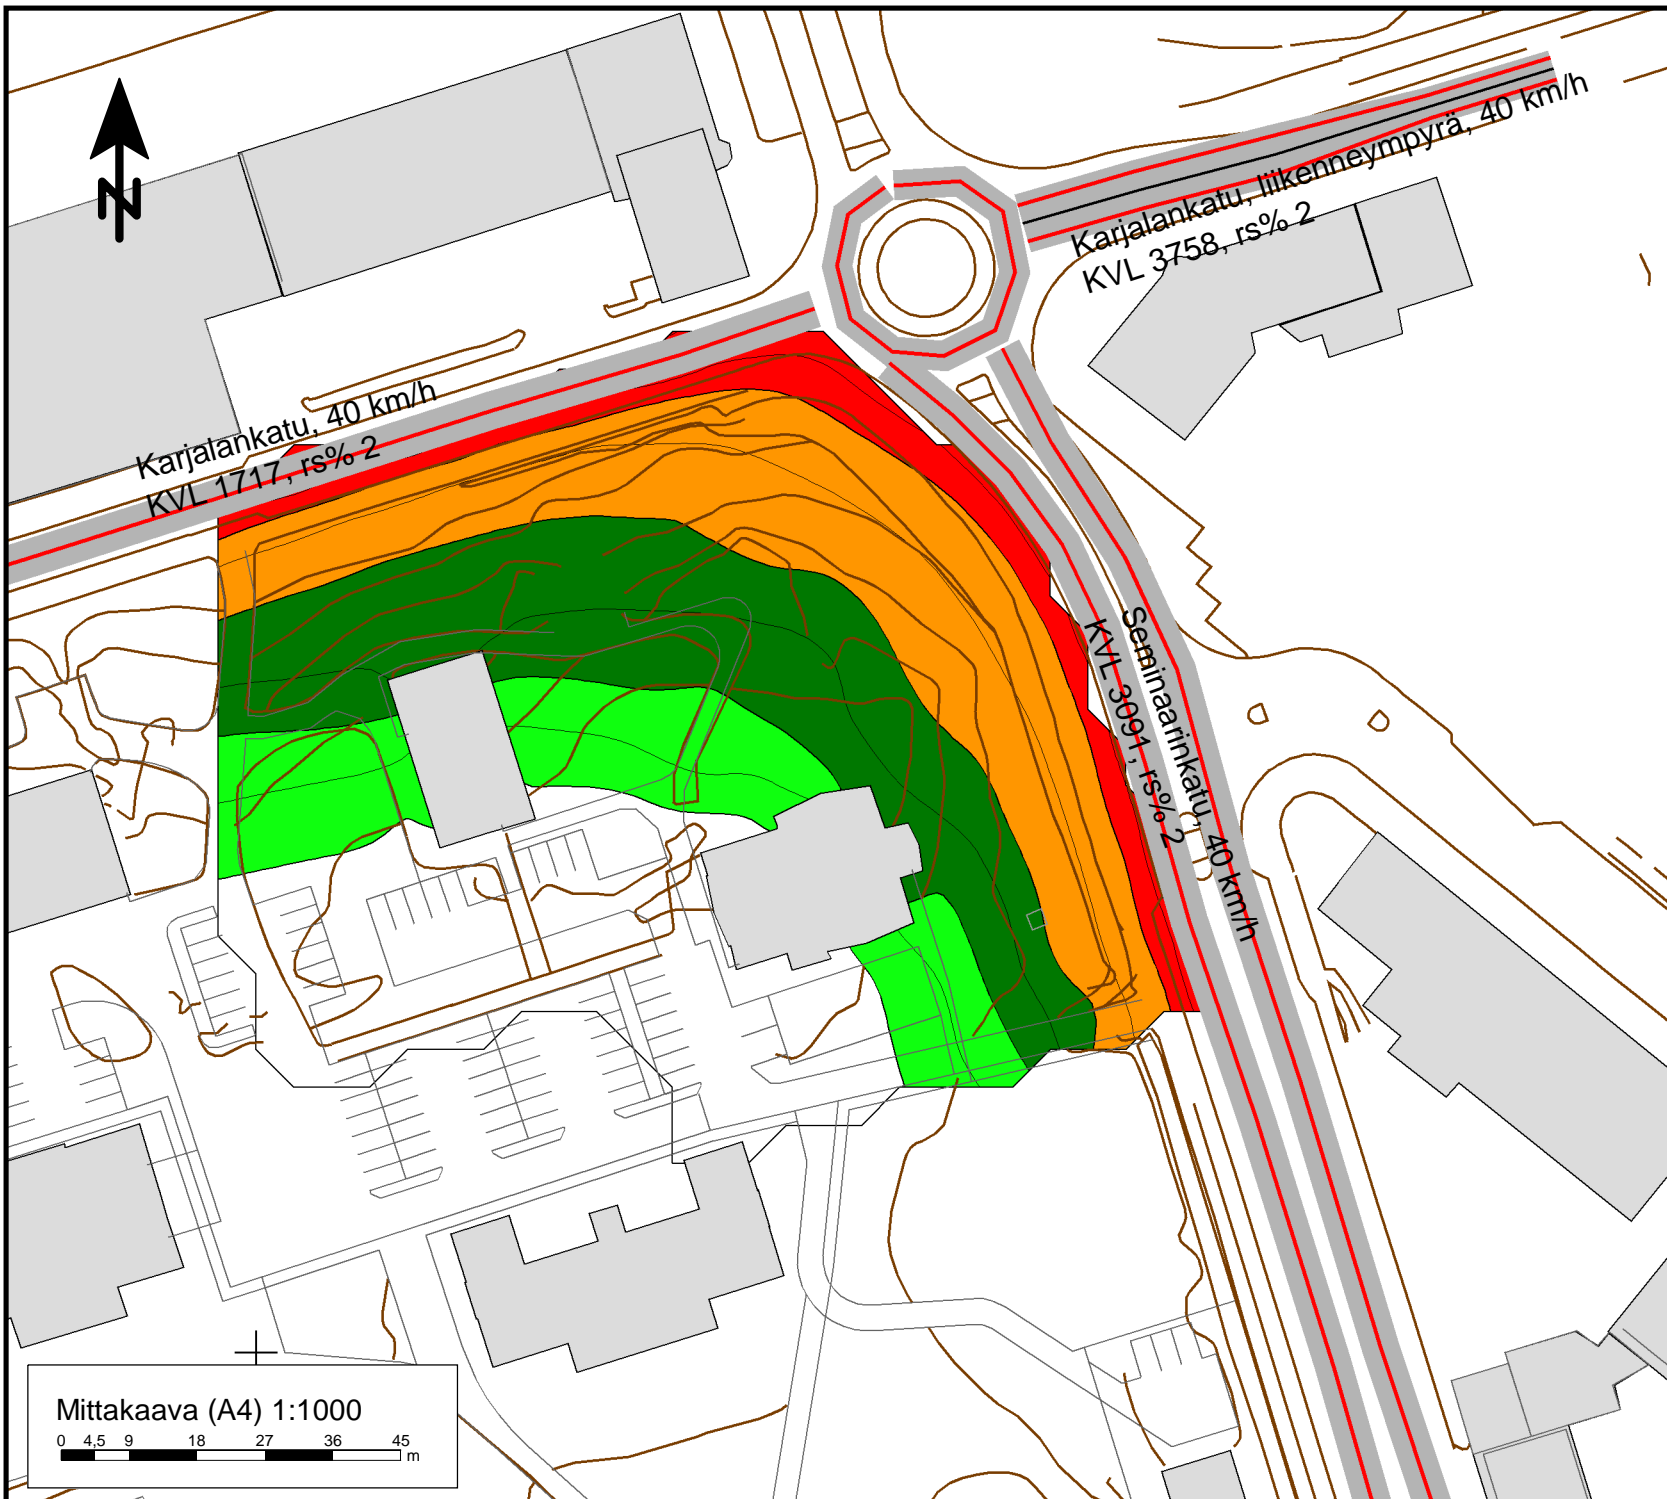 N
Karjalankatu, liikenneympyrä, 40 km/h
KVL 3758, rs% 2
Karjalankatu, 40 km/h
KVL 1717, rs% 2
Seminaarinkatu, 40 km/h
KVL 3091, rs% 2
Mittakaava (A4) 1:1000
0 4,5 9 18 27 36 45
m